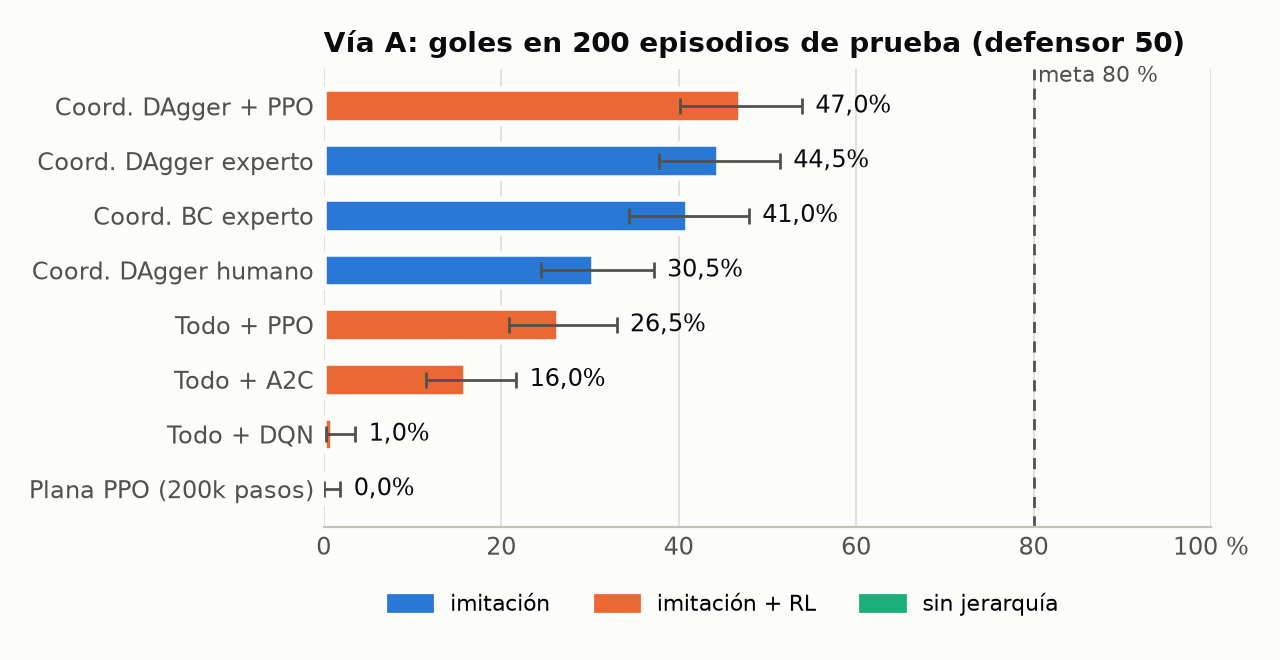 Vía A: goles en 200 episodios de prueba (defensor 50)
meta 80 %
Coord. DAgger + PPO 47,0%
Coord. DAgger experto 44,5%
Coord. BC experto 41,0%
Coord. DAgger humano 30,5%
Todo + PPO 26,5%
Todo + A2C 16,0%
Todo + DQN 1,0%
Plana PPO (200k pasos) 0,0%
0 20 40 60 80 100 %
imitación imitación + RL sin jerarquía